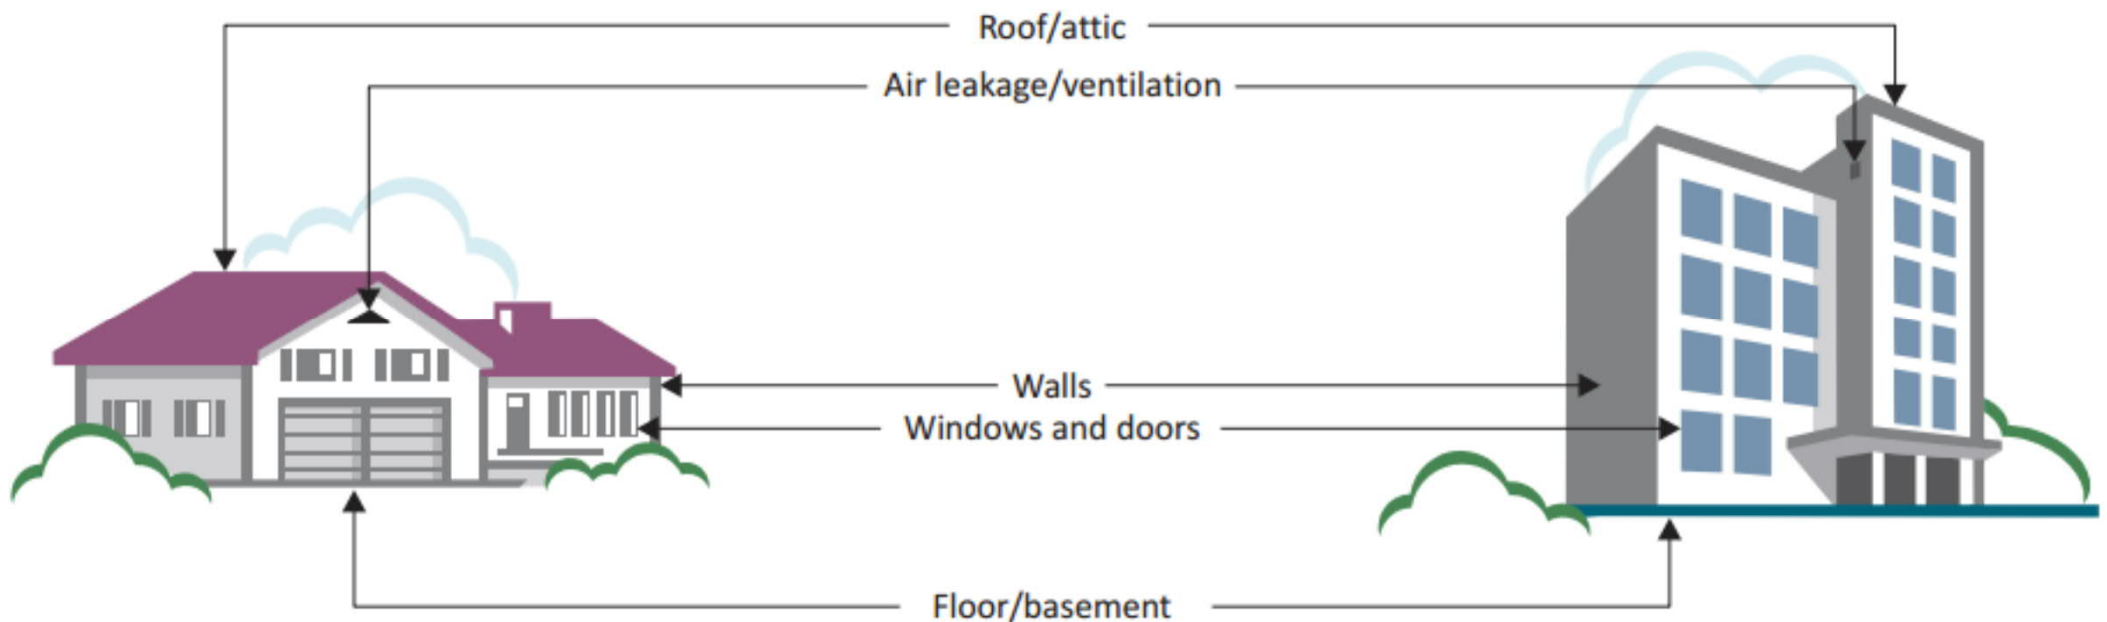 Roof/attic
Air leakage/ventilation
Walls
Windows and doors
Floor/basement